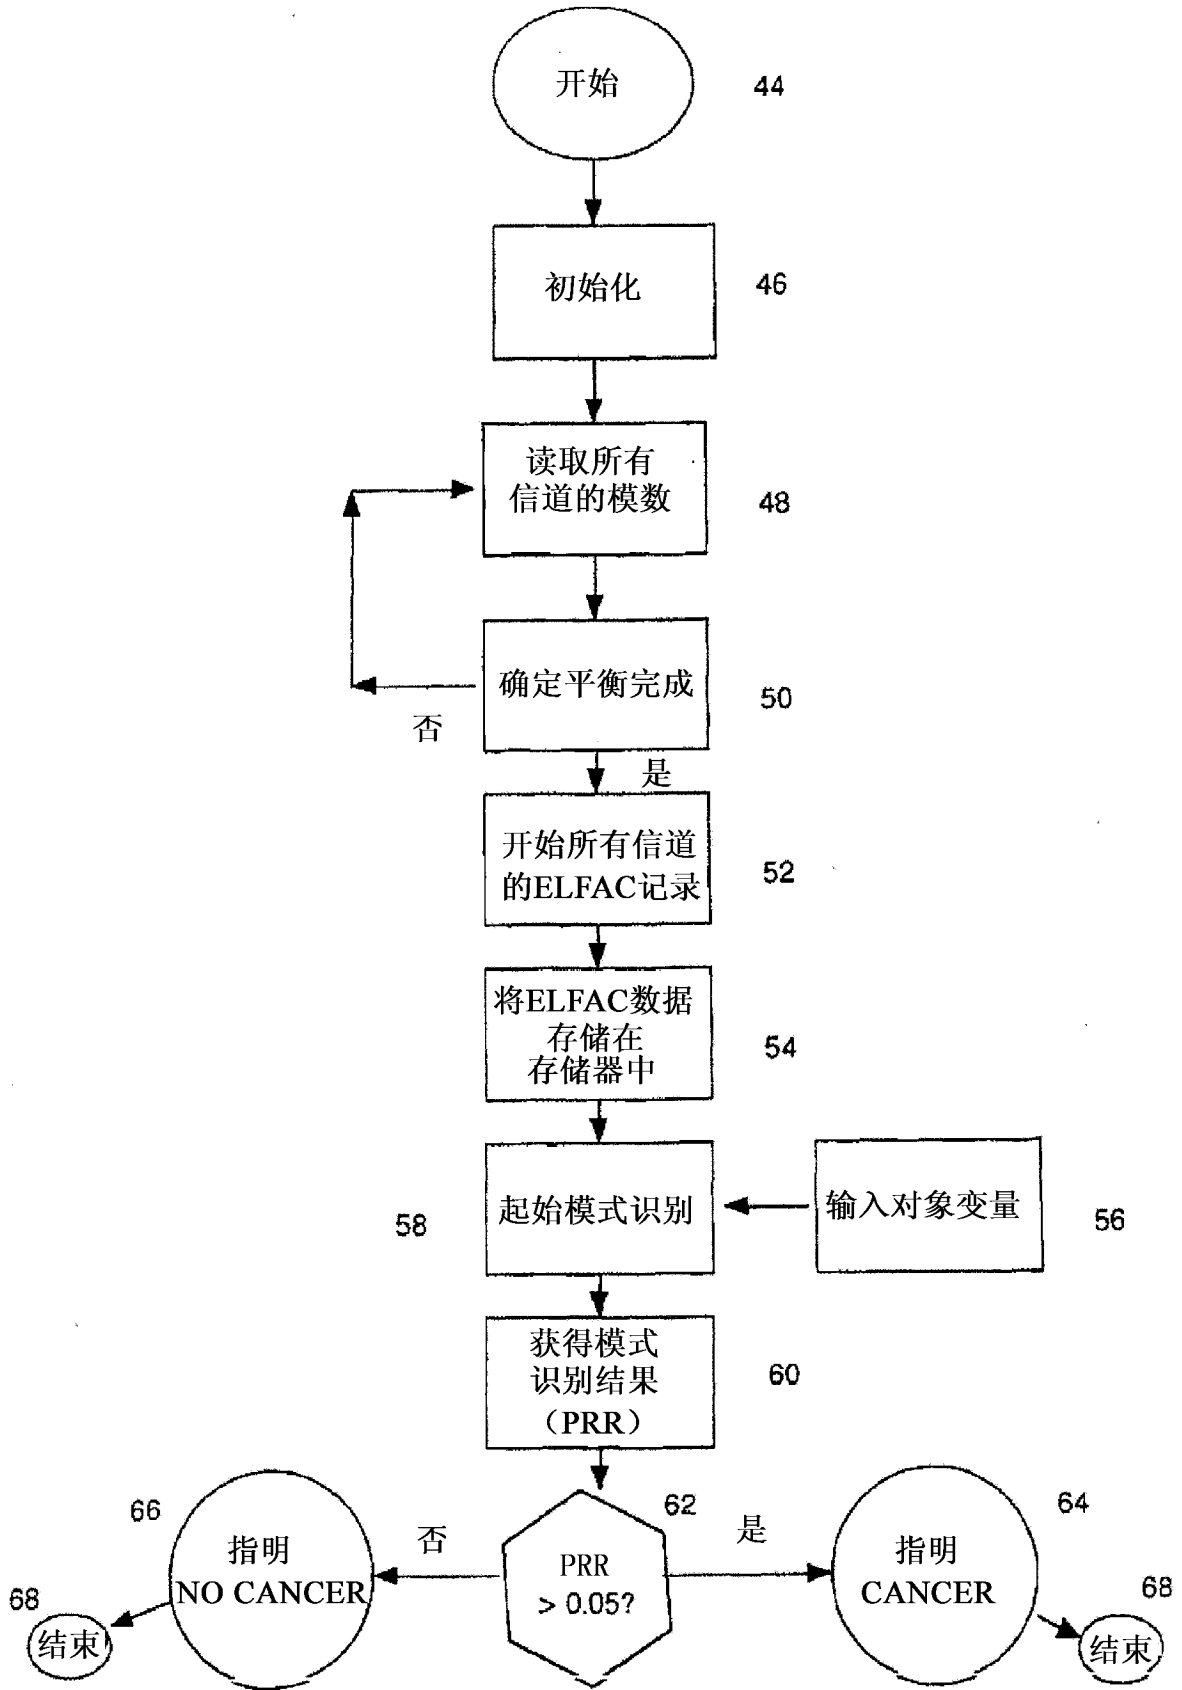 开始
44
初始化
46
读取所有
信道的模数
48
确定平衡完成
50
否
是
开始所有信道
的ELFAC记录
52
将ELFAC数据
存储在
存储器中
54
起始模式识别
58
输入对象变量
56
获得模式
识别结果
（PRR）
60
62
PRR
> 0.05?
否
是
66
指明
NO CANCER
64
指明
CANCER
68
结束
68
结束